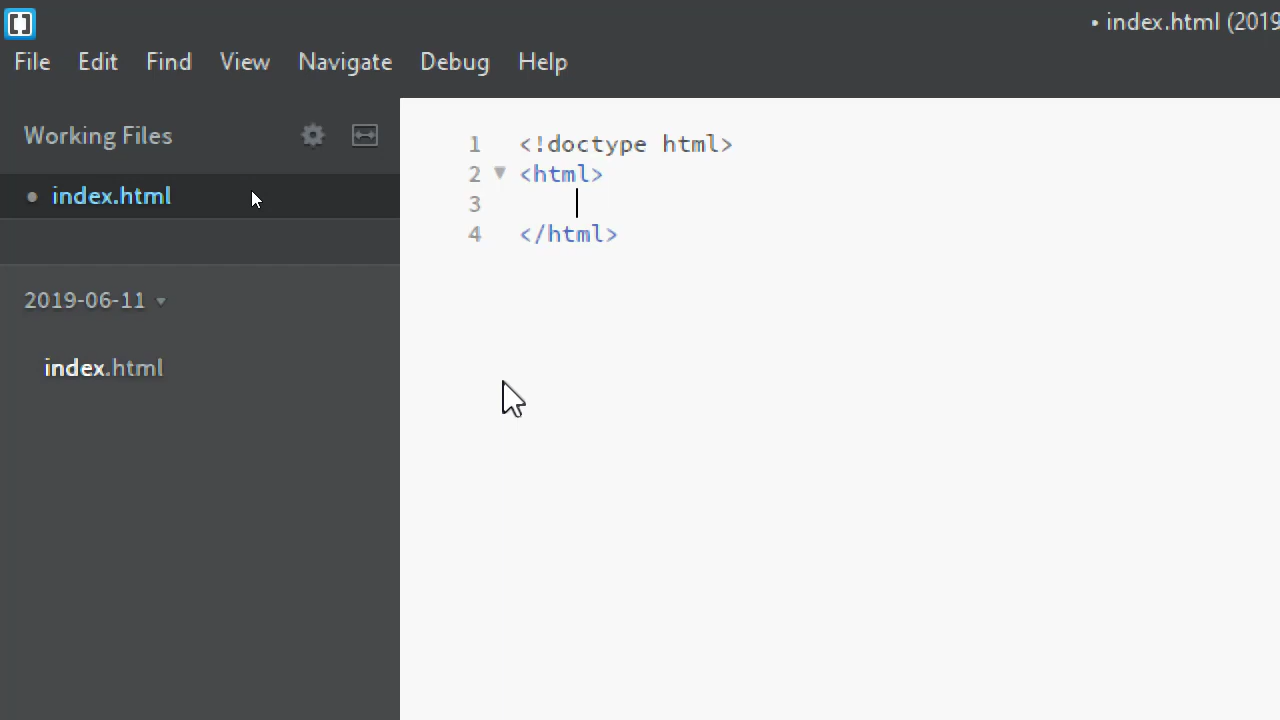 • index.html (2019
File Edit Find View Navigate Debug Help
Working Files
index.html
2019-06-11
index.html
1 <!doctype html>
2 <html>
3
4 </html>